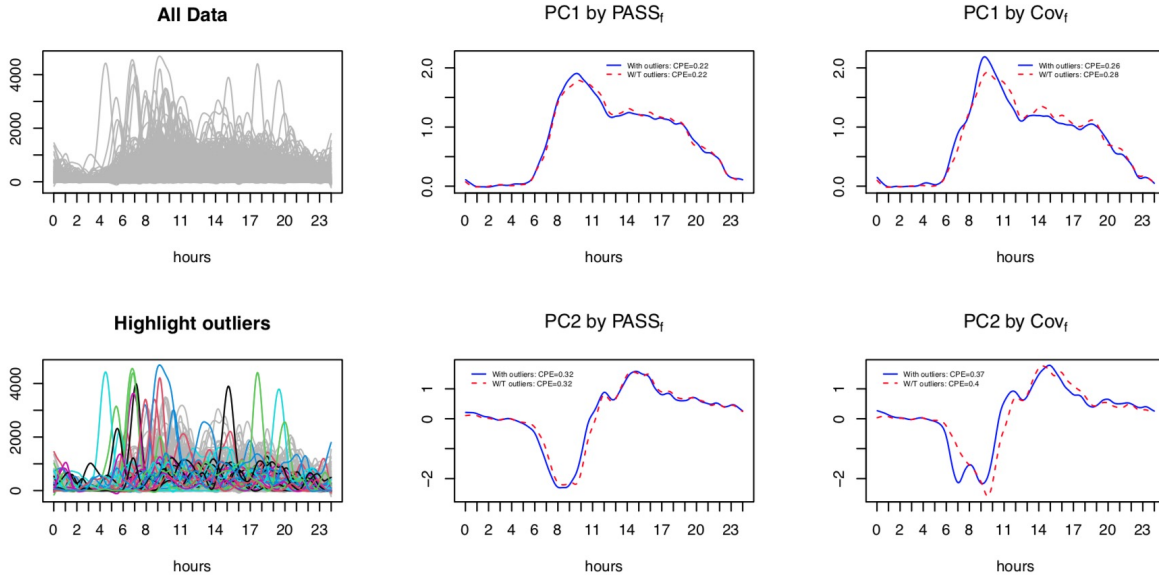 All Data
4000
2000
0
0 2 4 6 8 11 14 17 20 23
hours
PC1 by PASSf
With outliers: CPE=0.22
W/T outliers: CPE=0.22
2.0
1.0
0.0
0 2 4 6 8 11 14 17 20 23
hours
PC1 by Covf
With outliers: CPE=0.26
W/T outliers: CPE=0.28
2.0
1.0
0.0
0 2 4 6 8 11 14 17 20 23
hours
Highlight outliers
4000
2000
0
0 2 4 6 8 11 14 17 20 23
hours
PC2 by PASSf
With outliers: CPE=0.32
W/T outliers: CPE=0.32
1
0
−2
0 2 4 6 8 11 14 17 20 23
hours
PC2 by Covf
With outliers: CPE=0.37
W/T outliers: CPE=0.4
1
0
−2
0 2 4 6 8 11 14 17 20 23
hours